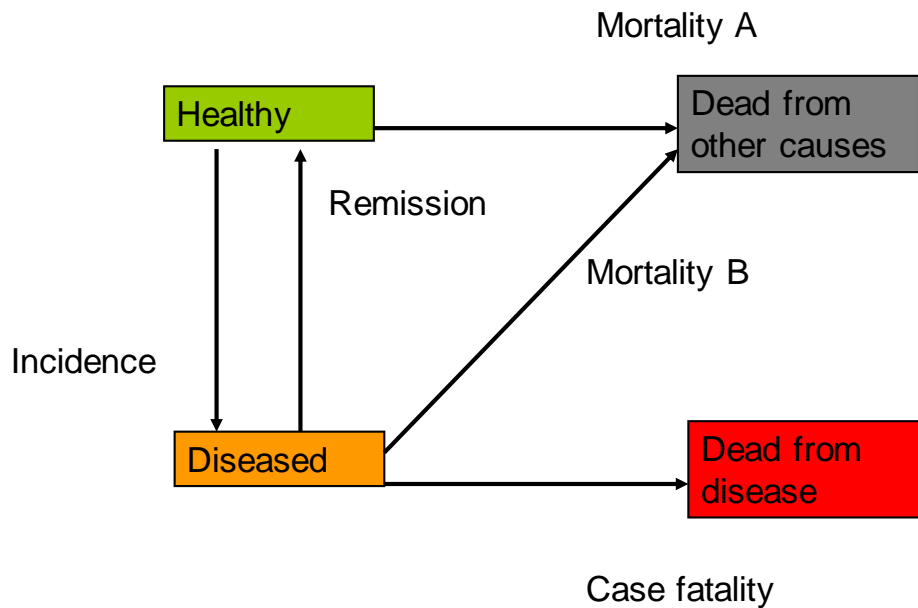 Mortality A
Healthy
Dead from
other causes
Remission
Mortality B
Incidence
Diseased
Dead from
disease
Case fatality